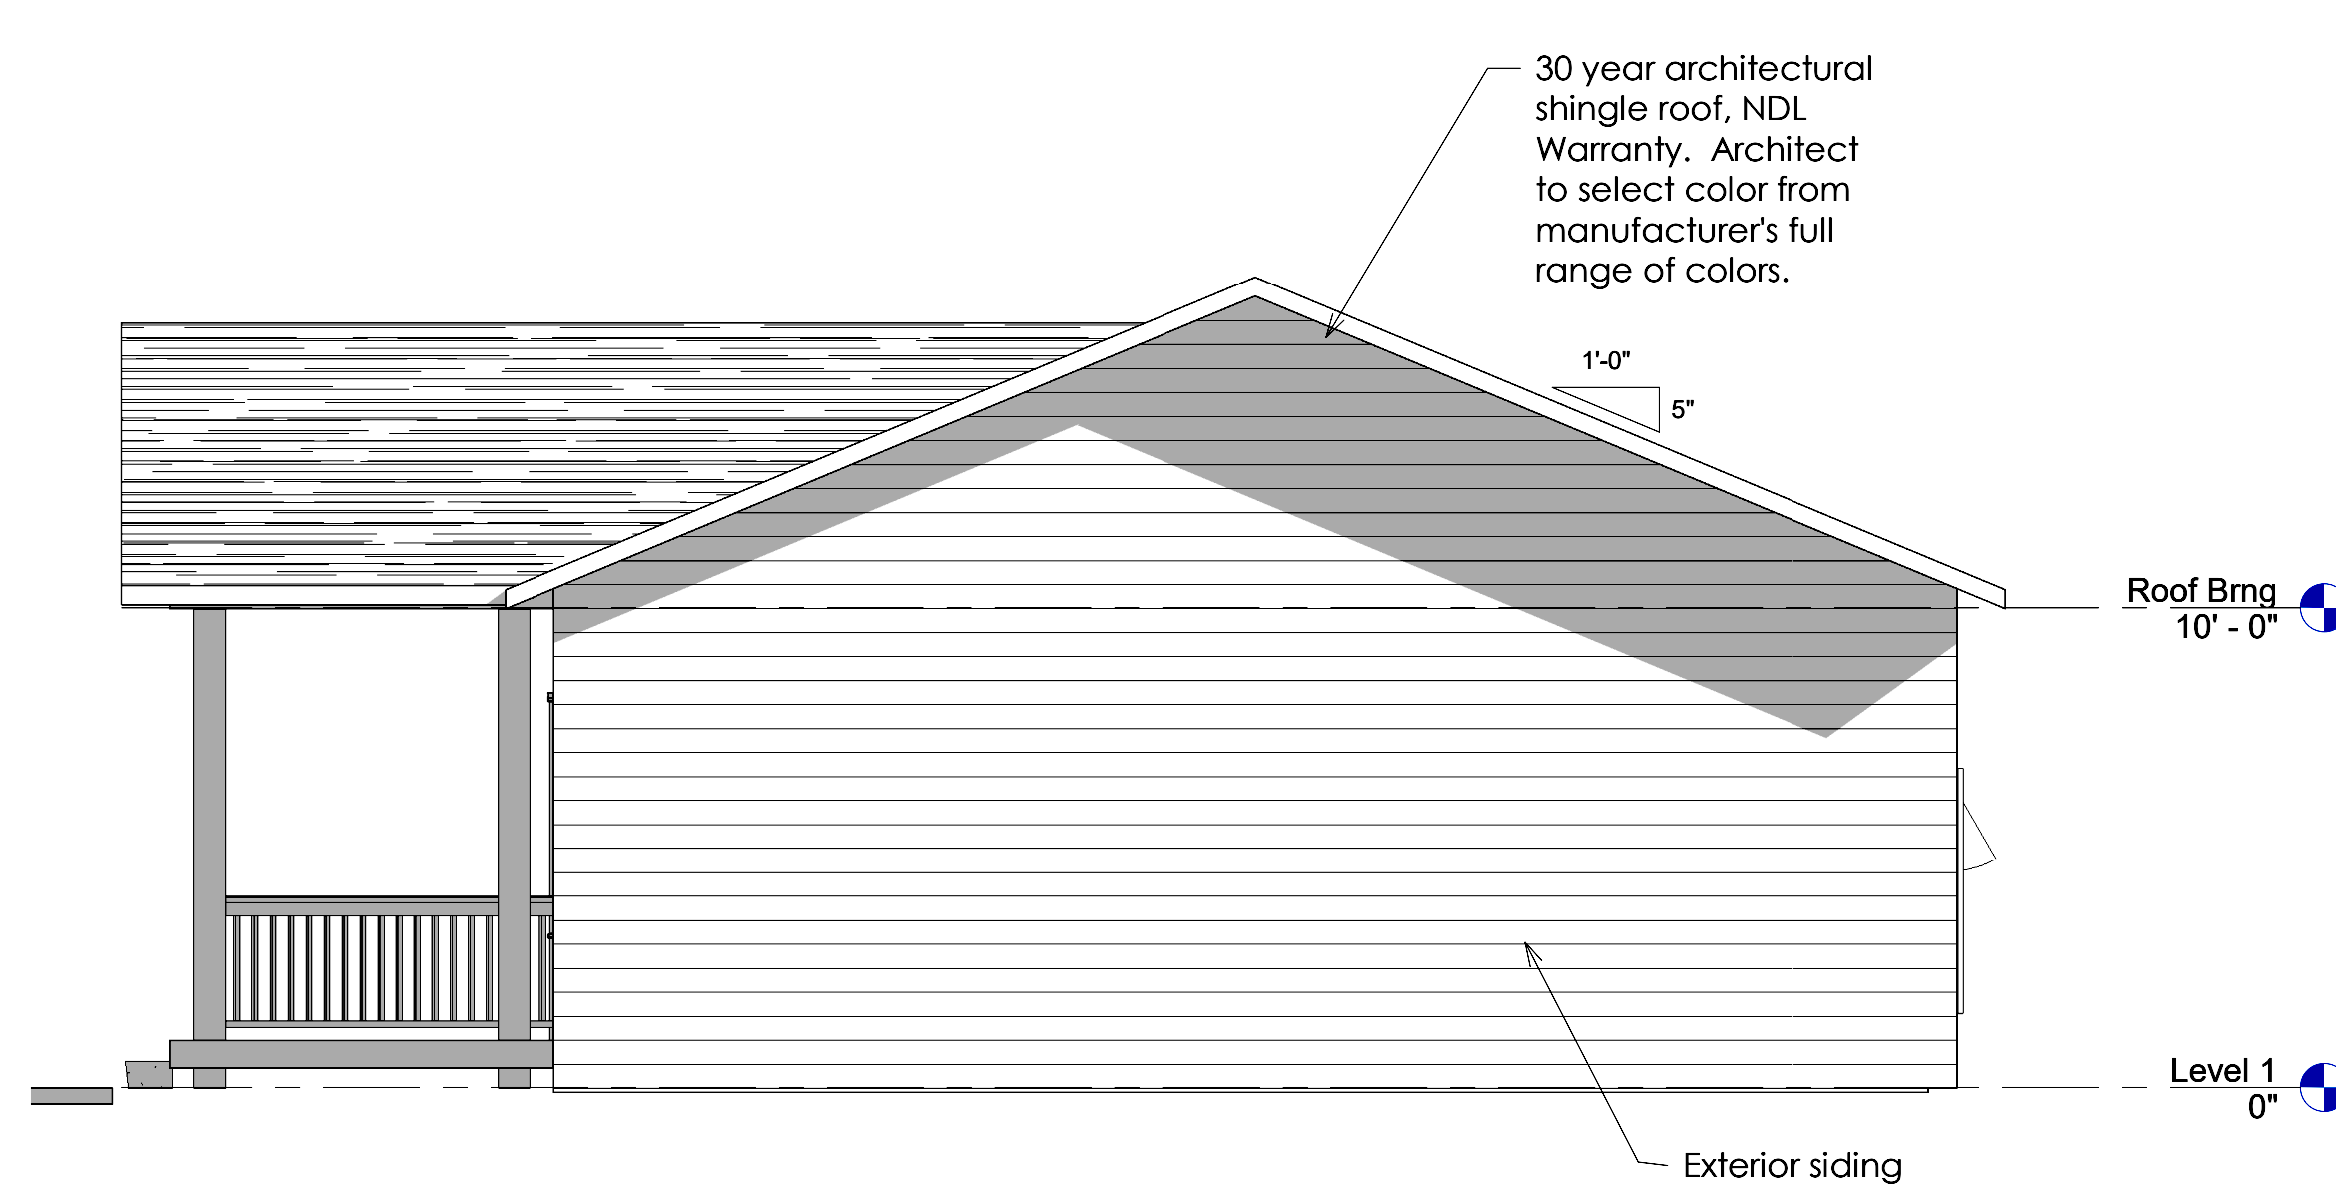 30 year architectural
shingle roof, NDL
Warranty.  Architect
to select color from
manufacturer's full
range of colors.
1'-0"
5"
Roof Brng
10' - 0"
Level 1
0"
Exterior siding